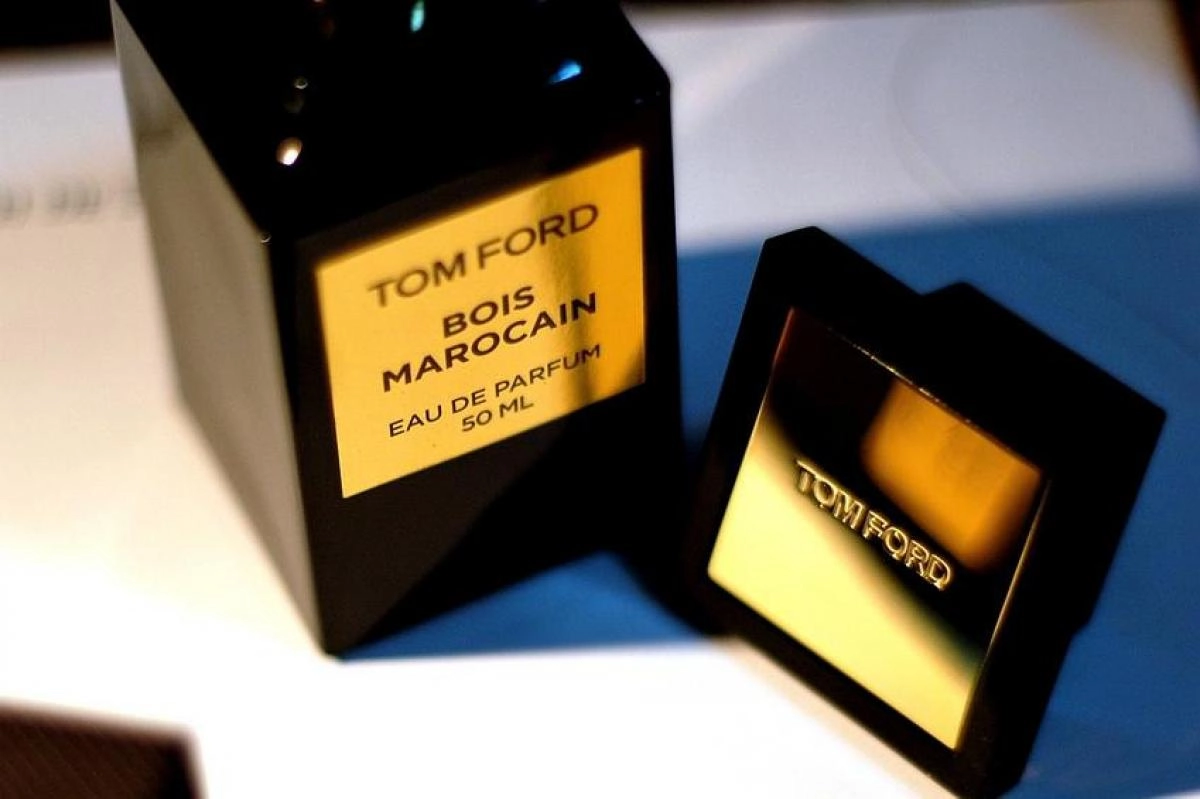 TOM FORD
BOIS
MAROCAIN
EAU DE PARFUM
50 ML
TOM FORD